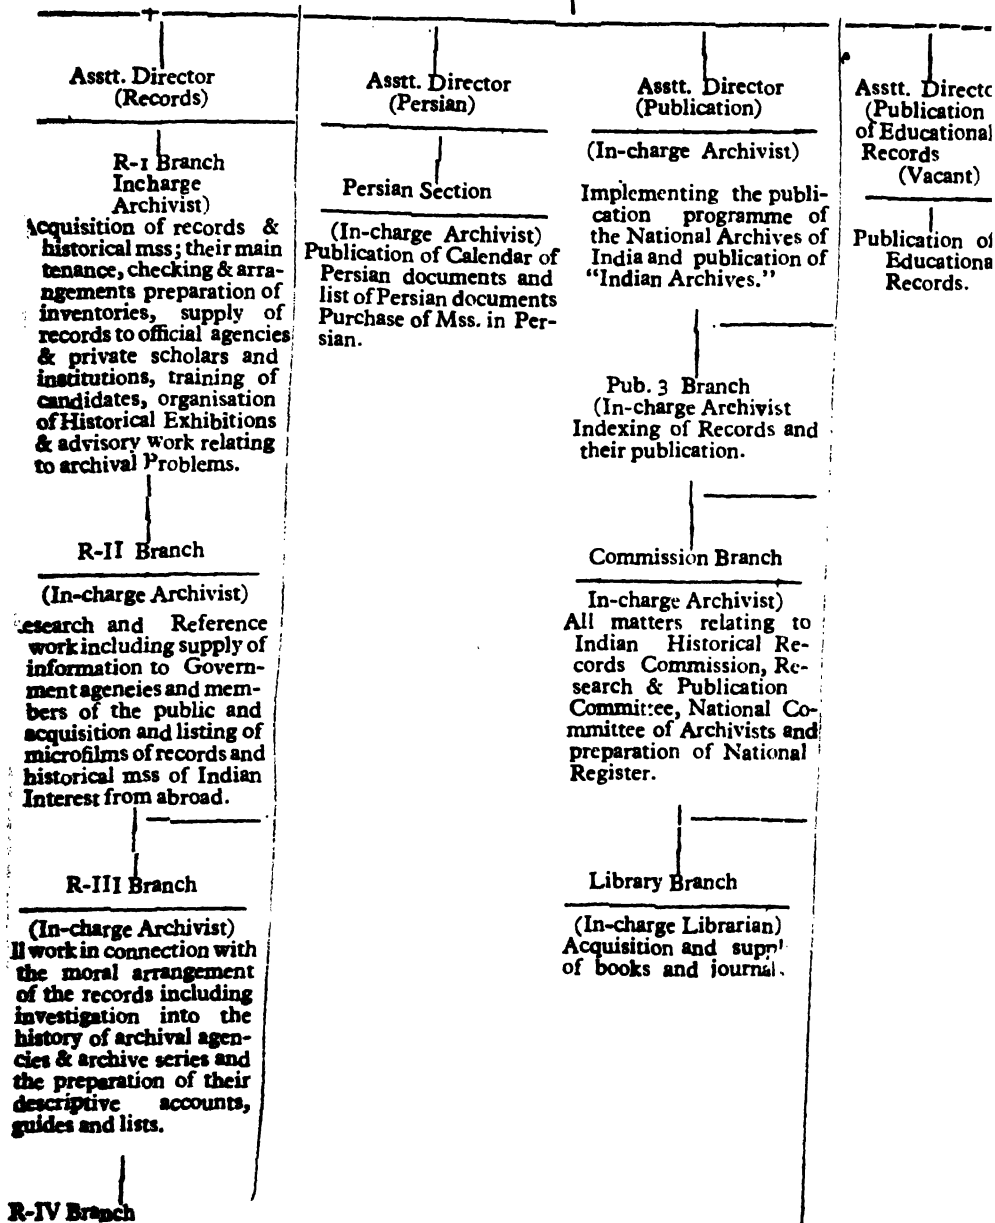 Asstt. Director
(Records)
R-1 Branch
Incharge
Archivist)
Acquisition of records &
historical mss; their main
tenance, checking & arra-
ngements preparation of
inventories, supply of
records to official agencies
& private scholars and
institutions, training of
candidates, organisation
of Historical Exhibitions
& advisory work relating
to archival Problems.
R-II Branch
(In-charge Archivist)
esearch and Reference
work including supply of
information to Govern-
ment agencieies and mem-
bers of the public and
acquisition and listing of
microfilms of records and
historical mss of Indian
Interest from abroad.
R-III Branch
(In-charge Archivist)
ll work in connection with
the moral arrangement
of the records including
investigation into the
history of archival agen-
cies & archive series and
the preparation of their
descriptive accounts,
guides and lists.
R-IV Branch
Asstt. Director
(Persian)
Persian Section
(In-charge Archivist)
Publication of Calendar of
Persian documents and
list of Persian documents
Purchase of Mss. in Per-
sian.
Asstt. Director
(Publication)
(In-charge Archivist)
Implementing the publi-
cation programme of
the National Archives of
India and publication of
“Indian Archives.”
Pub. 3 Branch
(In-charge Archivist
Indexing of Records and
their publication.
Commission Branch
In-charge Archivist)
All matters relating to
Indian Historical Re-
cords Commission, Re-
search & Publication
Committee, National Co-
mmittee of Archivists and
preparation of National
Register.
Library Branch
(In-charge Librarian)
Acquisition and suppl
of books and journal.
Asstt. Directo
(Publication
of Educational
Records
(Vacant)
Publication of
Educationa
Records.